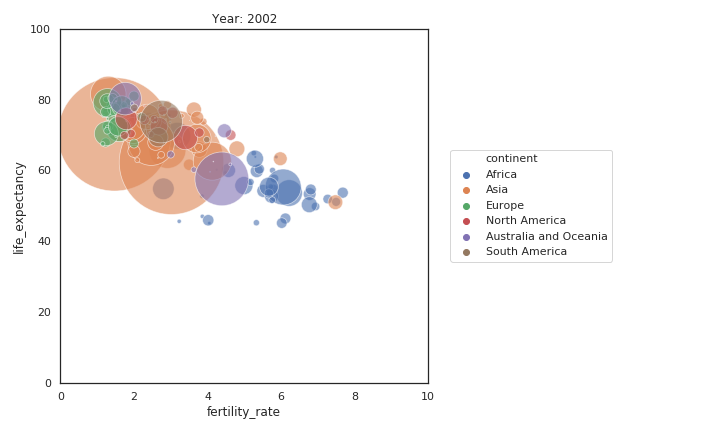 Year: 2002
100
80
60
40
20
0
life_expectancy
0 2 4 6 8 10
fertility_rate
continent
Africa
Asia
Europe
North America
Australia and Oceania
South America